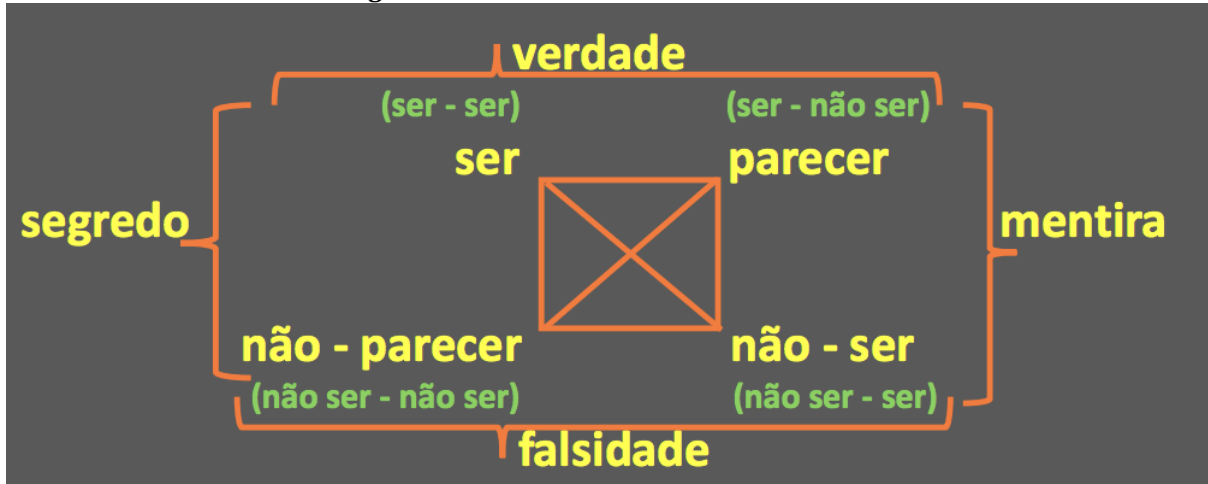 verdade
(ser - ser) (ser - não ser)
ser parecer
segredo mentira
não - parecer não - ser
(não ser - não ser) (não ser - ser)
falsidade